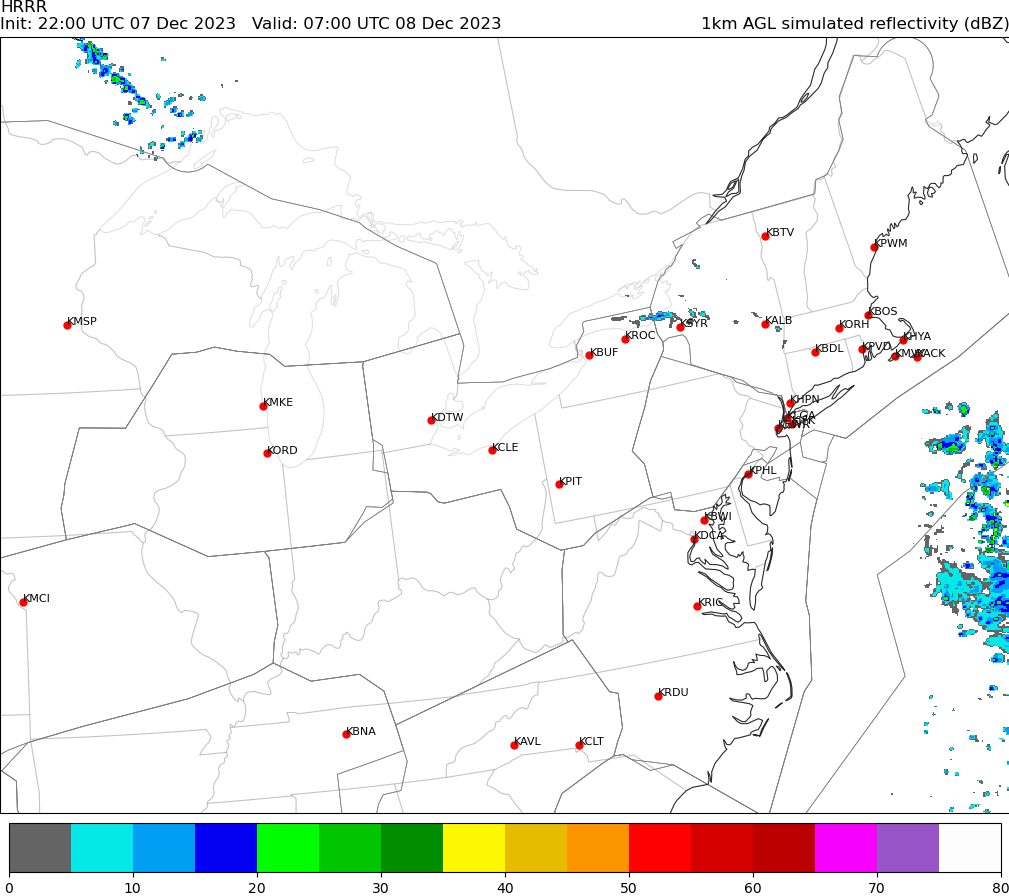 HRRR
Init: 22:00 UTC 07 Dec 2023 Valid: 07:00 UTC 08 Dec 2023 1km AGL simulated reflectivity (dBZ)
KBTV
KPWM
KMSP
KSYR
KALB
KBOS
KORH
KROC
KHYA
KBUF
KBDL
KPVD
KMVY
KACK
KMKE
KDTW
KHPN
KLGA
KJFK
KEWR
KORD
KCLE
KPIT
KPHL
KBWI
KDCA
KMCI
KRIC
KRDU
KBNA
KAVL
KCLT
0 10 20 30 40 50 60 70 80